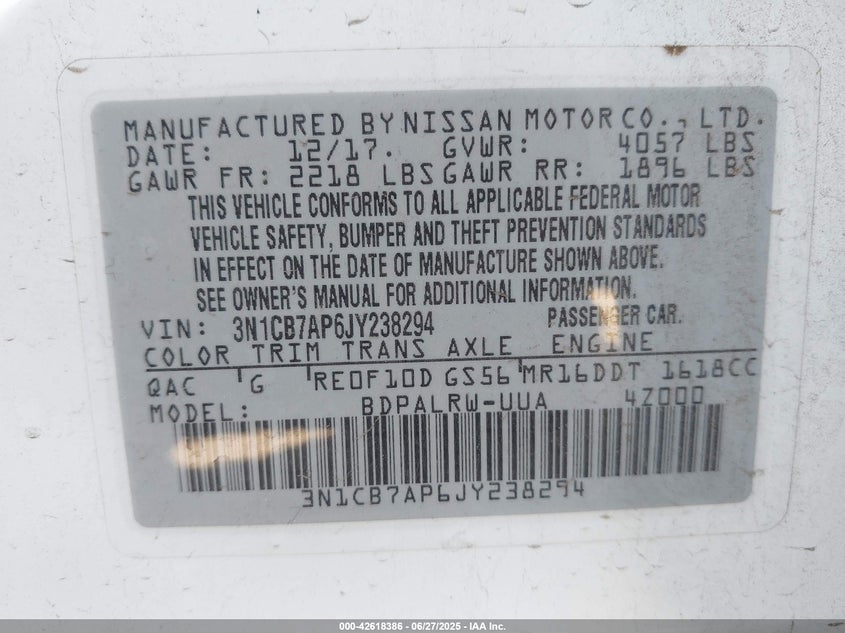 MANUFACTURED BY NISSAN MOTOR CO., LTD.
DATE: 12/17. GVWR: 4057 LBS
GAWR FR: 2218 LBS GAWR RR: 1896 LBS
THIS VEHICLE CONFORMS TO ALL APPLICABLE FEDERAL MOTOR
VEHICLE SAFETY, BUMPER AND THEFT PREVENTION STANDARDS
IN EFFECT ON THE DATE OF MANUFACTURE SHOWN ABOVE.
SEE OWNER'S MANUAL FOR ADDITIONAL INFORMATION.
VIN: 3N1CB7AP6JY238294 PASSENGER CAR.
COLOR TRIM TRANS AXLE ENGINE
QAC G RE0F10D GS56 MR16DDT 1618CC
MODEL: BDPALRW-UUA 4Z000
3N1CB7AP6JY238294
000-42618386 - 06/27/2025 - IAA Inc.